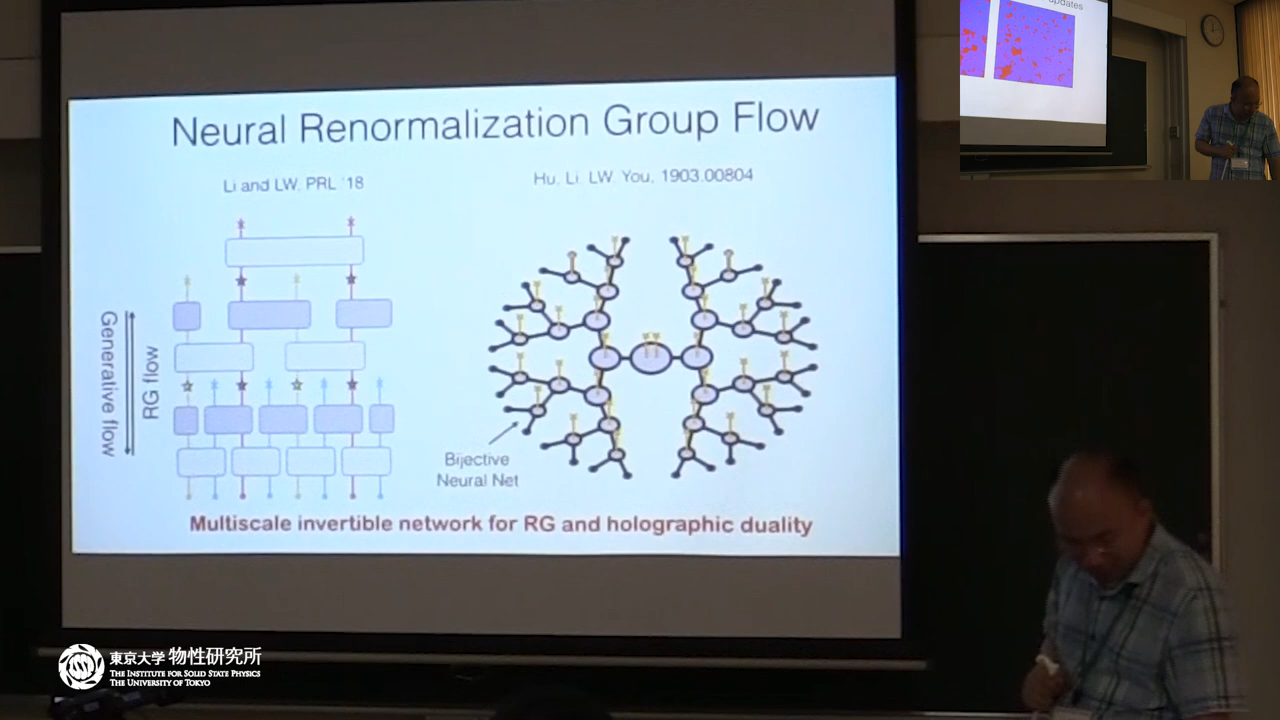 Neural Renormalization Group Flow
Li and LW. PRL '18
Hu, Li, LW, You, 1903.00804
Generative flow
RG flow
Bijective
Neural Net
Multiscale invertible network for RG and holographic duality
updates
東京大学 物性研究所
THE INSTITUTE FOR SOLID STATE PHYSICS
THE UNIVERSITY OF TOKYO